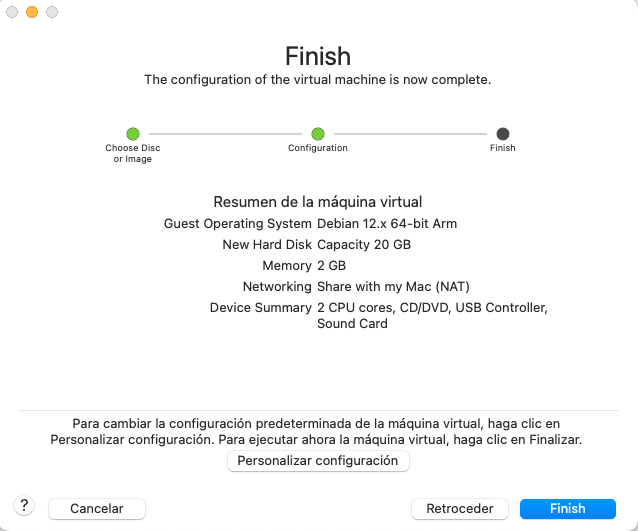 Finish
The configuration of the virtual machine is now complete.
Choose Disc
or Image
Configuration
Finish
Resumen de la máquina virtual
Guest Operating System Debian 12.x 64-bit Arm
New Hard Disk Capacity 20 GB
Memory 2 GB
Networking Share with my Mac (NAT)
Device Summary 2 CPU cores, CD/DVD, USB Controller,
Sound Card
Para cambiar la configuración predeterminada de la máquina virtual, haga clic en
Personalizar configuración. Para ejecutar ahora la máquina virtual, haga clic en Finalizar.
Personalizar configuración
? Cancelar Retroceder Finish